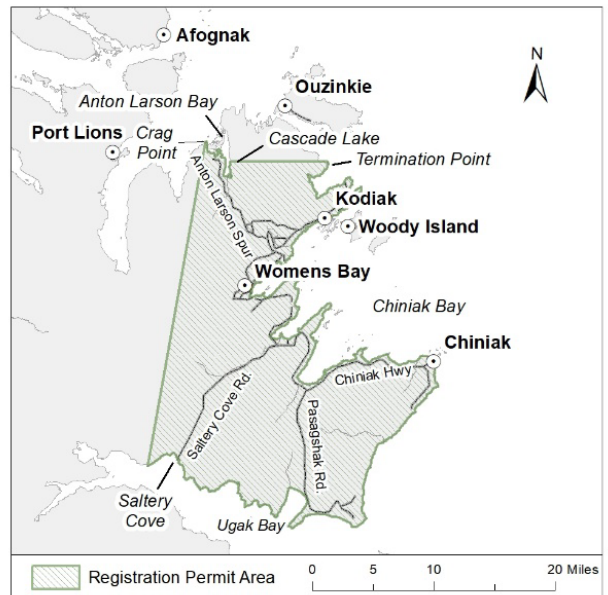 Afognak
N
Ouzinkie
Anton Larson Bay
Port Lions
Crag
Point
Cascade Lake
Termination Point
Anton Larson Spur
Kodiak
Woody Island
Womens Bay
Chiniak Bay
Chiniak
Chiniak Hwy
Saltery Cove Rd.
Pasagshak Rd.
Saltery
Cove
Ugak Bay
Registration Permit Area
0 5 10 20 Miles